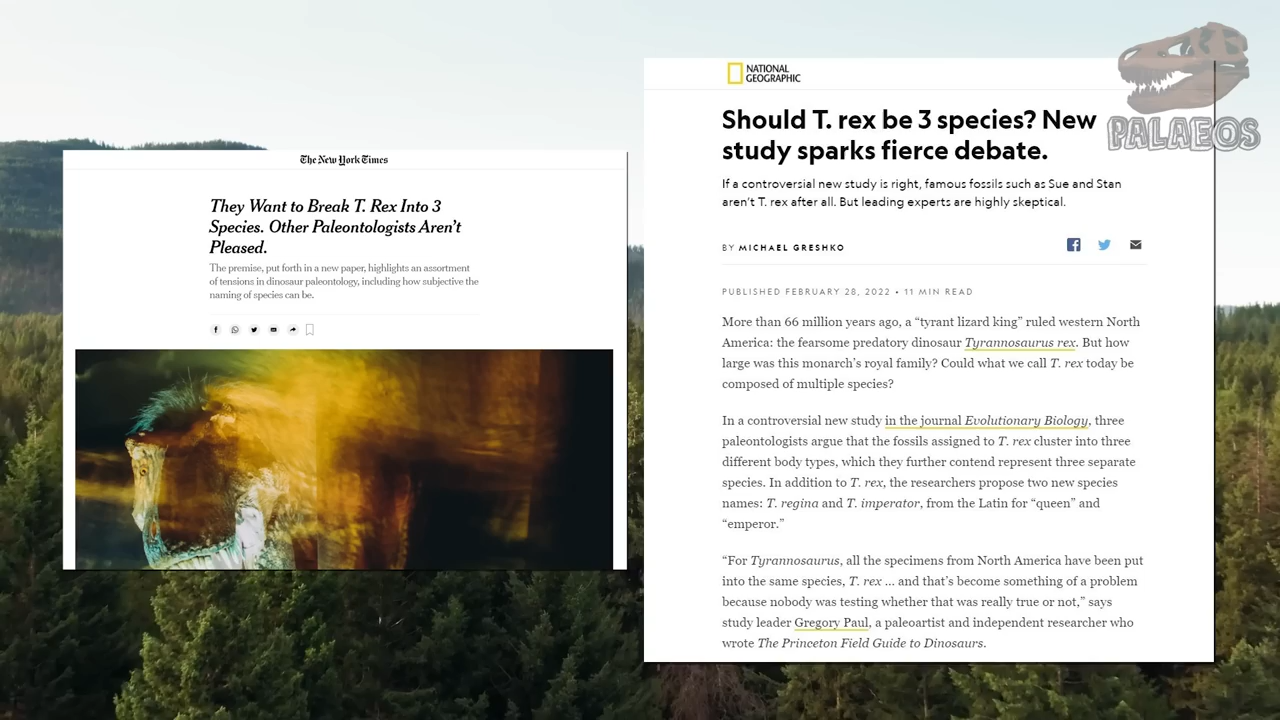 The New York Times
They Want to Break T. Rex Into 3
Species. Other Paleontologists Aren't
Pleased.
The premise, put forth in a new paper, highlights an assortment
of tensions in dinosaur paleontology, including how subjective the
naming of species can be.
NATIONAL
GEOGRAPHIC
Should T. rex be 3 species? New
study sparks fierce debate.
If a controversial new study is right, famous fossils such as Sue and Stan
aren't T. rex after all. But leading experts are highly skeptical.
BY MICHAEL GRESHKO
PUBLISHED FEBRUARY 28, 2022 • 11 MIN READ
More than 66 million years ago, a “tyrant lizard king” ruled western North
America: the fearsome predatory dinosaur Tyrannosaurus rex. But how
large was this monarch’s royal family? Could what we call T. rex today be
composed of multiple species?
In a controversial new study in the journal Evolutionary Biology, three
paleontologists argue that the fossils assigned to T. rex cluster into three
different body types, which they further contend represent three separate
species. In addition to T. rex, the researchers propose two new species
names: T. regina and T. imperator, from the Latin for “queen” and
“emperor.”
“For Tyrannosaurus, all the specimens from North America have been put
into the same species, T. rex ... and that’s become something of a problem
because nobody was testing whether that was really true or not,” says
study leader Gregory Paul, a paleoartist and independent researcher who
wrote The Princeton Field Guide to Dinosaurs.
PALAEOS